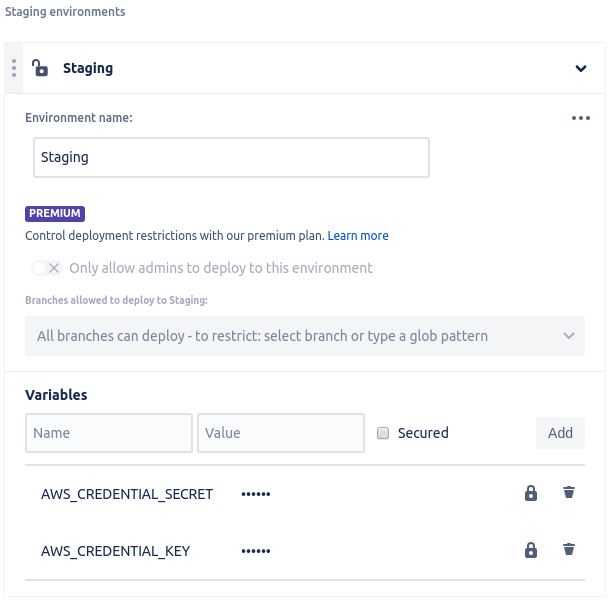 Staging environments
Staging
Environment name:
Staging
PREMIUM
Control deployment restrictions with our premium plan. Learn more
Only allow admins to deploy to this environment
Branches allowed to deploy to Staging:
All branches can deploy - to restrict: select branch or type a glob pattern
Variables
Name Value Secured Add
AWS_CREDENTIAL_SECRET ••••••
AWS_CREDENTIAL_KEY ••••••